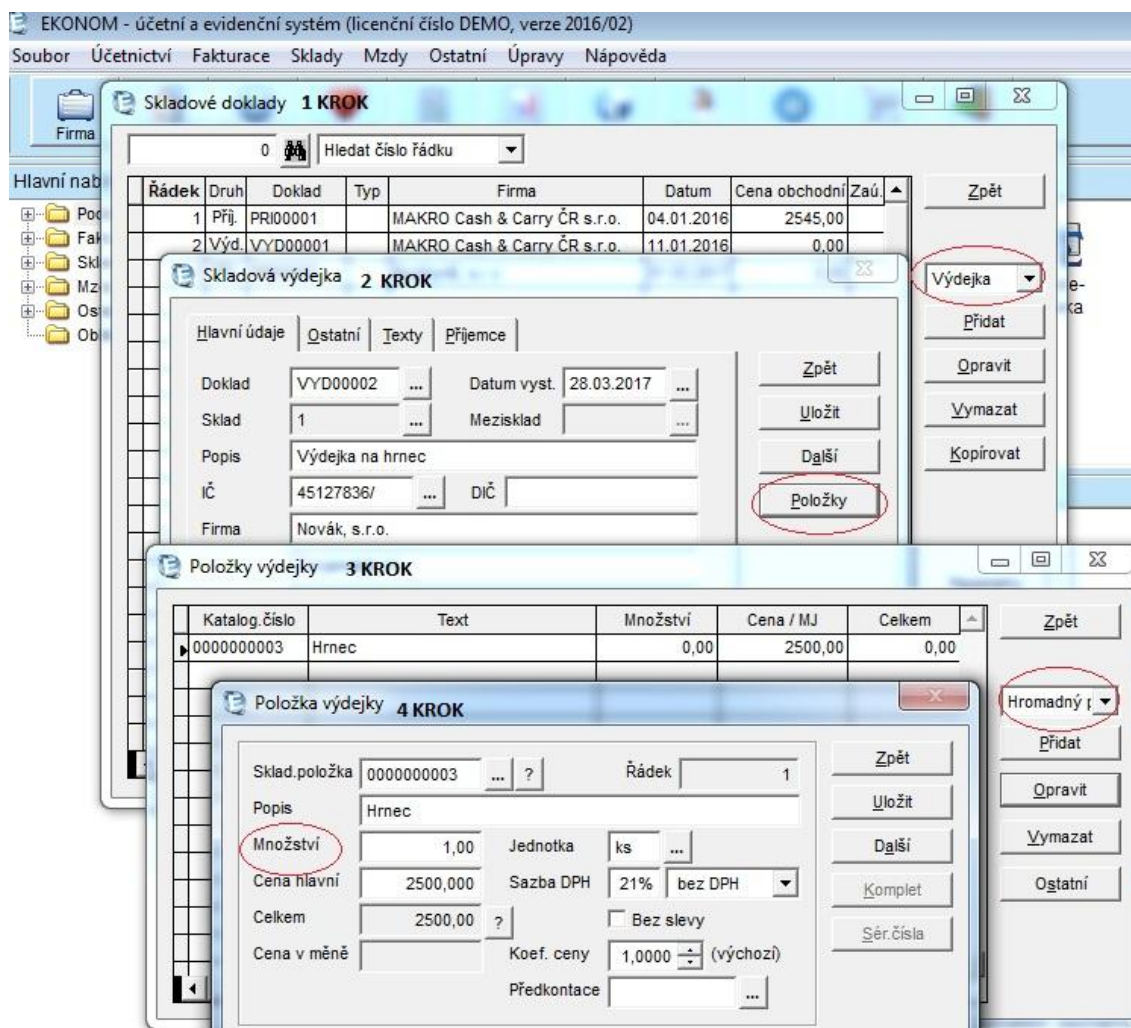 EKONOM - účetní a evidenční systém (licenční číslo DEMO, verze 2016/02)
Soubor Účetnictví Fakturace Sklady Mzdy Ostatní Úpravy Nápověda
Firma
Skladové doklady 1 KROK
0 Hledat číslo řádku
Hlavní nab
Řádek Druh Doklad Typ Firma Datum Cena obchodní Zaú. Zpět
1 Příj. PRI00001 MAKRO Cash & Carry ČR s.r.o. 04.01.2016 2545,00
2 Výd. VYD00001 MAKRO Cash & Carry ČR s.r.o. 11.01.2016 0,00
Fak
Mz
Os
Ob
Výdejka
Přidat
Opravit
Vymazat
Kopírovat
Skladová výdejka 2 KROK
Hlavní údaje Ostatní Texty Příjemce
Doklad VYD00002 ... Datum vyst. 28.03.2017 ... Zpět
Sklad 1 ... Mezisklad ... Uložit
Popis Výdejka na hrnec Další
IČ 45127836/ ... DIČ Položky
Firma Novák, s.r.o.
Položky výdejky 3 KROK
Katalog.číslo Text Množství Cena / MJ Celkem Zpět
0000000003 Hrnec 0,00 2500,00 0,00
Hromadný
Přidat
Opravit
Vymazat
Ostatní
Položka výdejky 4 KROK
Sklad.položka 0000000003 ... ? Řádek 1 Zpět
Popis Hrnec Uložit
Množství 1,00 Jednotka ks ... Další
Cena hlavní 2500,000 Sazba DPH 21% bez DPH Komplet
Celkem 2500,00 ? Bez slevy Sér.čísla
Cena v měně Koef. ceny 1,0000 (výchozí)
Předkontace ...